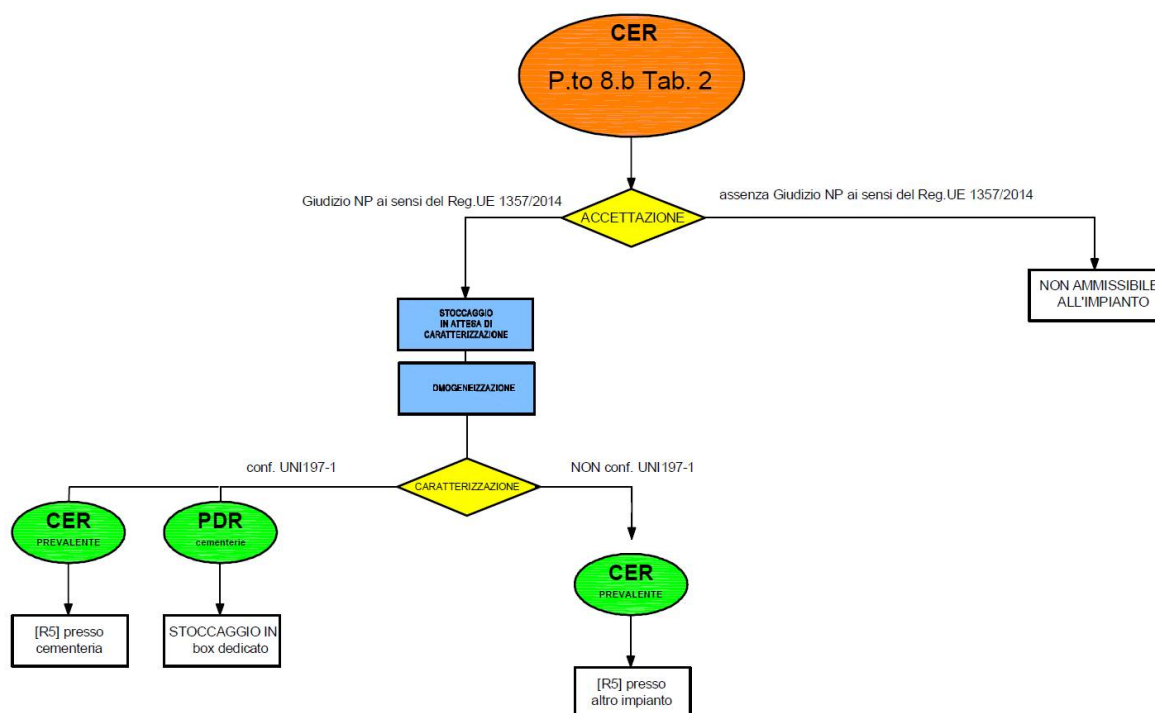 CER
P.to 8.b Tab. 2
Giudizio NP ai sensi del Reg.UE 1357/2014
assenza Giudizio NP ai sensi del Reg.UE 1357/2014
ACCETTAZIONE
NON AMMISSIBILE
ALL'IMPIANTO
STOCCAGGIO
IN ATTESA DI
CARATTERIZZAZIONE
OMOGENEIZZAZIONE
conf. UNI197-1
NON conf. UNI197-1
CARATTERIZZAZIONE
CER
PREVALENTE
PDR
cementerie
CER
PREVALENTE
[R5] presso
cementeria
STOCCAGGIO IN
box dedicato
[R5] presso
altro impianto